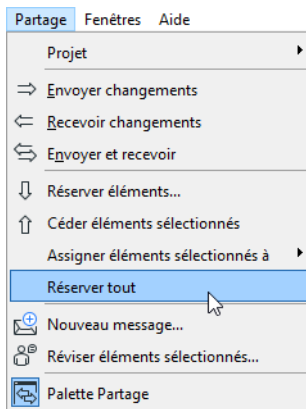 Partage Fenêtres Aide
Projet
Envoyer changements
Recevoir changements
Envoyer et recevoir
Réserver éléments...
Céder éléments sélectionnés
Assigner éléments sélectionnés à
Réserver tout
Nouveau message...
Réviser éléments sélectionnés...
Palette Partage